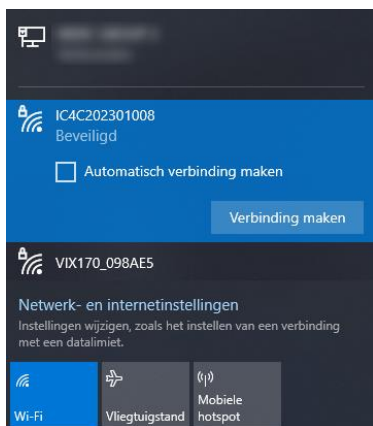 IC4C202301008
Beveiligd
Automatisch verbinding maken
Verbinding maken
VIX170_098AE5
Netwerk- en internetinstellingen
Instellingen wijzigen, zoals het instellen van een verbinding
met een datalimiet.
Wi-Fi
Vliegtuigstand
Mobiele
hotspot